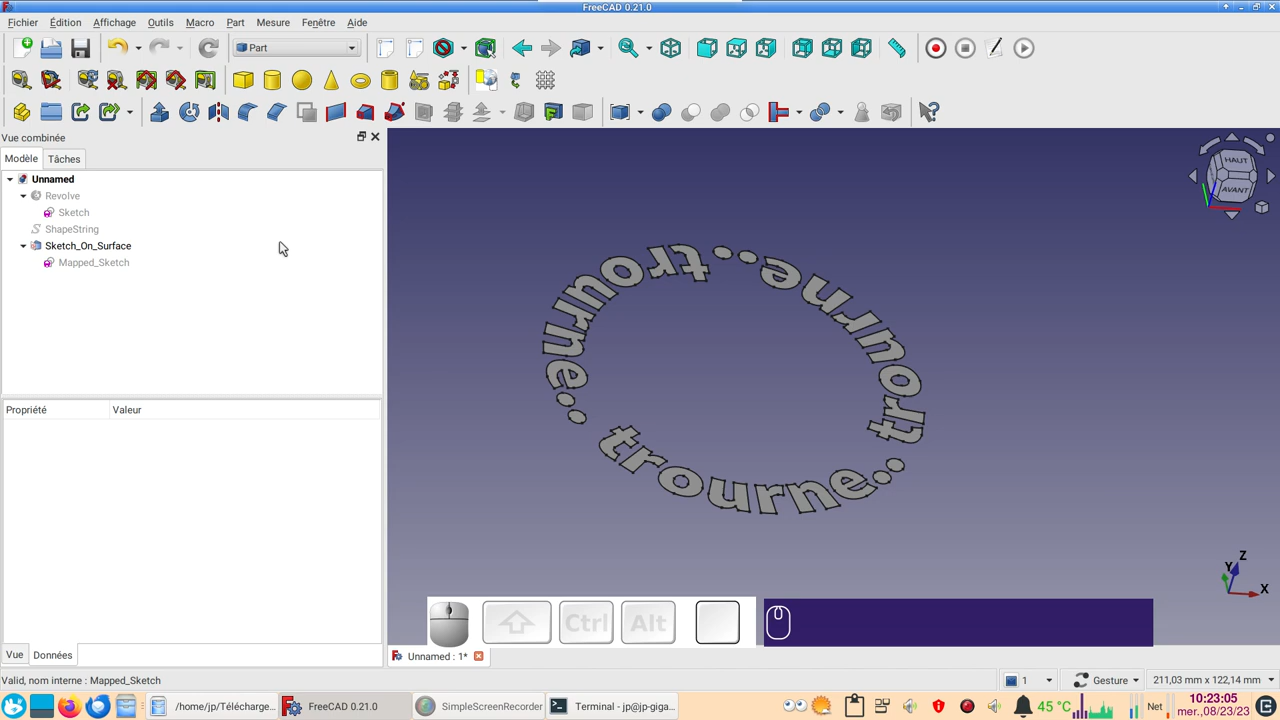 FreeCAD 0.21.0
Fichier Édition Affichage Outils Macro Part Mesure Fenêtre Aide
Part
Vue combinée
Modèle Tâches
Unnamed
Revolve
Sketch
ShapeString
Sketch_On_Surface
Mapped_Sketch
Propriété Valeur
Vue Données
HAUT
AVANT
trourne..
trourne..
trourne..
Z
Y
X
Ctrl Alt
Unnamed : 1*
Valid, nom interne : Mapped_Sketch
1 Gesture 211,03 mm x 122,14 mm
/home/jp/Télécharge... FreeCAD 0.21.0 SimpleScreenRecorder Terminal - jp@jp-giga... 45 °C Net 10:23:05
mer.,08/23/23